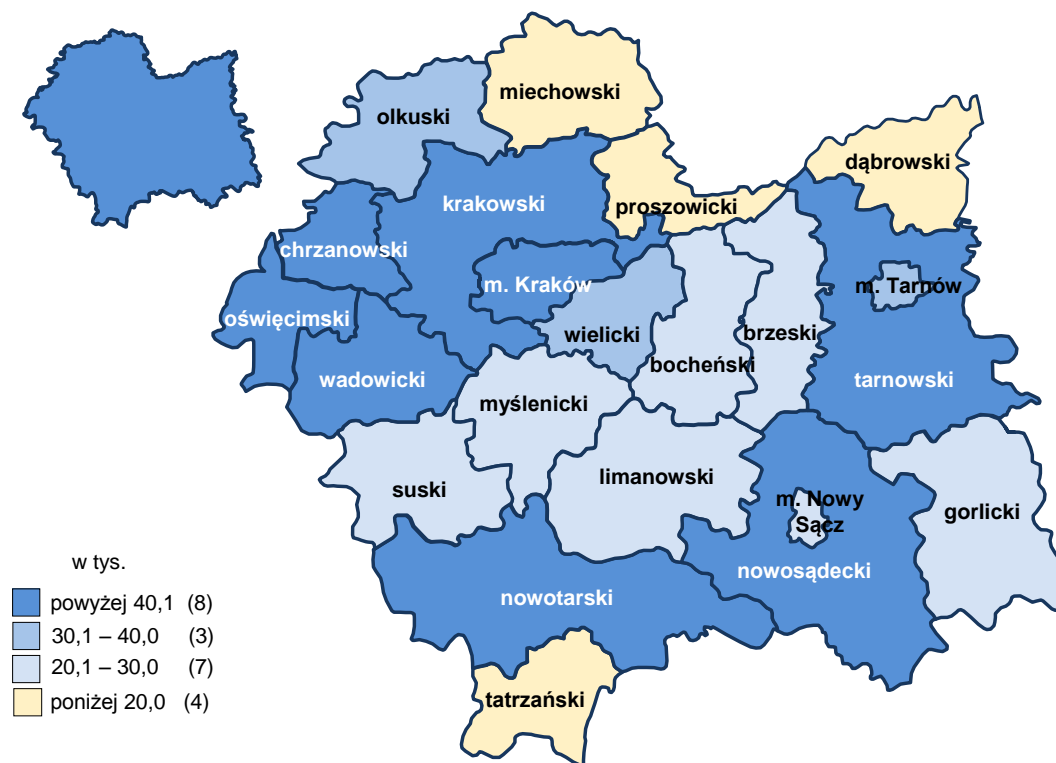 miechowski
olkuski
dąbrowski
krakowski
proszowicki
chrzanowski
m. Kraków
m. Tarnów
oświęcimski
wielicki
brzeski
bocheński
wadowicki
tarnowski
myślenicki
limanowski
suski
m. Nowy
Sącz
gorlicki
nowosądecki
nowotarski
tatrzański
w tys.
powyżej 40,1 (8)
30,1 – 40,0 (3)
20,1 – 30,0 (7)
poniżej 20,0 (4)